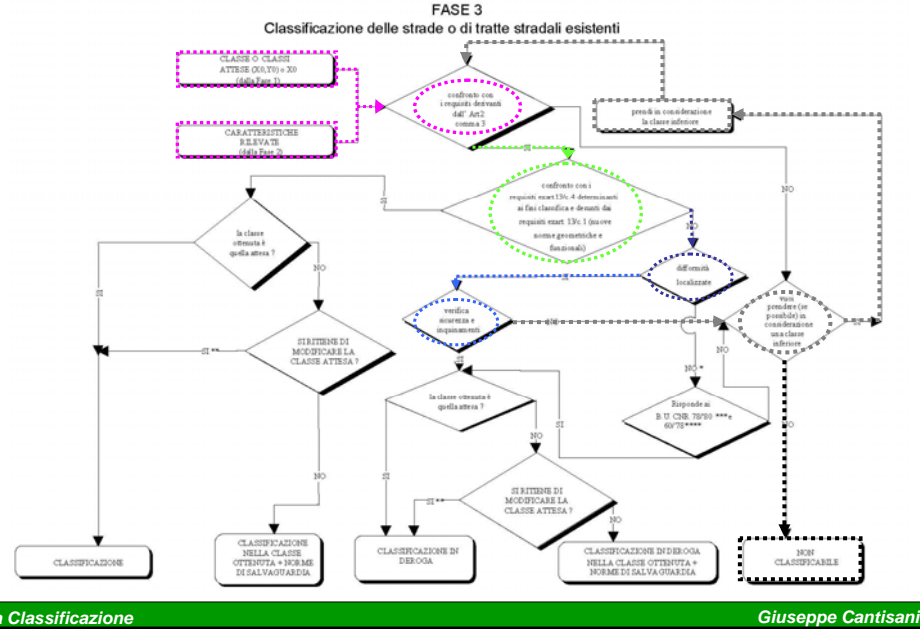 FASE 3
Classificazione delle strade o di tratte stradali esistenti
CLASSE O CLASSI
ATTESE (X0,Y0) o X0
(dalla Fase 1)
CARATTERISTICHE
RILEVATE
(dalla Fase 2)
confronto con
i requisiti derivanti
dall' Art2
comma 3
prendi in considerazione
la classe inferiore
SI
NO
confronto con i
requisiti exart.13/c.4 determinanti
ai fini classifica e desunti dai
requisiti exart. 13/c.1 (nuove
norme geometriche e
funzionali)
SI
NO
la classe
ottenuta è
quella attesa ?
SI
NO
difformità
localizzate
SI
verifica
sicurezza e
inquinamenti
NO
SI
vuoi
prendere (se
possibile) in
considerazione
una classe
inferiore
NO
SI RITIENE DI
MODIFICARE LA
CLASSE ATTESA ?
SI **
NO
NO *
NO
Risponde ai
B.U. CNR 78/80 *** e
60/78****
SI
la classe ottenuta è
quella attesa ?
SI
NO
SI RITIENE DI
MODIFICARE LA
CLASSE ATTESA ?
SI **
NO
CLASSIFICAZIONE
CLASSIFICAZIONE
NELLA CLASSE
OTTENUTA + NORME
DI SALVAGUARDIA
CLASSIFICAZIONE IN
DEROGA
CLASSIFICAZIONE IN DEROGA
NELLA CLASSE OTTENUTA +
NORME DI SALVAGUARDIA
NON
CLASSIFICABILE
Classificazione
Giuseppe Cantisani